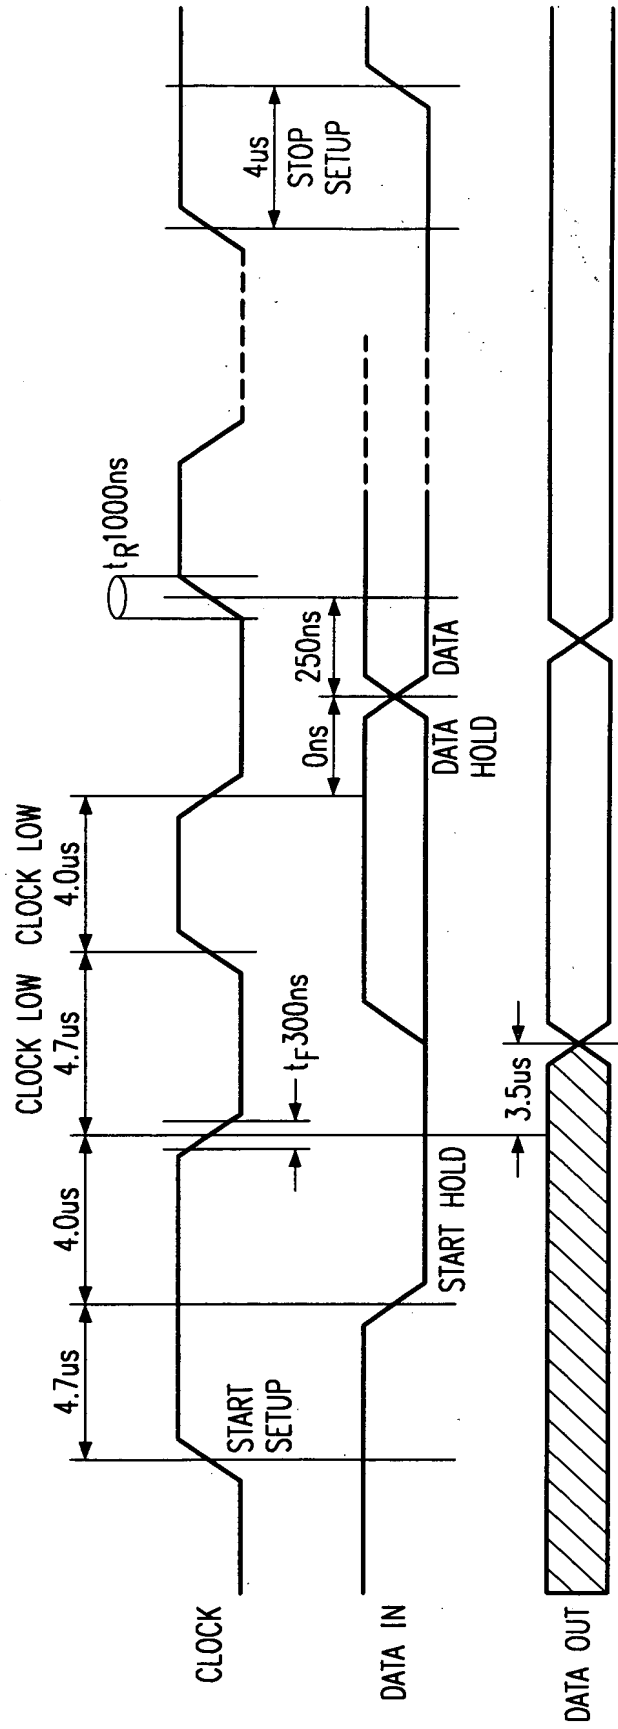 CLOCK LOW CLOCK LOW
4.7us
4.0us
4.7us
4.0us
tR1000ns
CLOCK
START
SETUP
tF300ns
0ns
250ns
4us
STOP
SETUP
DATA IN
START HOLD
DATA
HOLD
DATA
DATA OUT
3.5us